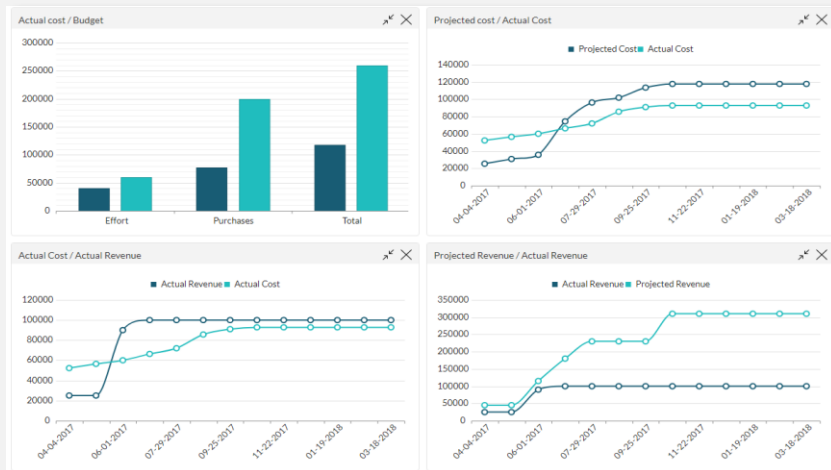 Actual cost / Budget
300000
300000
250000
200000
150000
100000
50000
0
Effort Purchases Total
Projected cost / Actual Cost
Projected Cost Actual Cost
140000
120000
100000
80000
60000
40000
20000
0
04-04-2017 06-01-2017 07-29-2017 09-25-2017 11-22-2017 01-19-2018 03-18-2018
Actual Cost / Actual Revenue
Actual Revenue Actual Cost
120000
100000
80000
60000
40000
20000
0
04-04-2017 06-01-2017 07-29-2017 09-25-2017 11-22-2017 01-19-2018 03-18-2018
Projected Revenue / Actual Revenue
Actual Revenue Projected Revenue
350000
300000
250000
200000
150000
100000
50000
0
04-04-2017 06-01-2017 07-29-2017 09-25-2017 11-22-2017 01-19-2018 03-18-2018